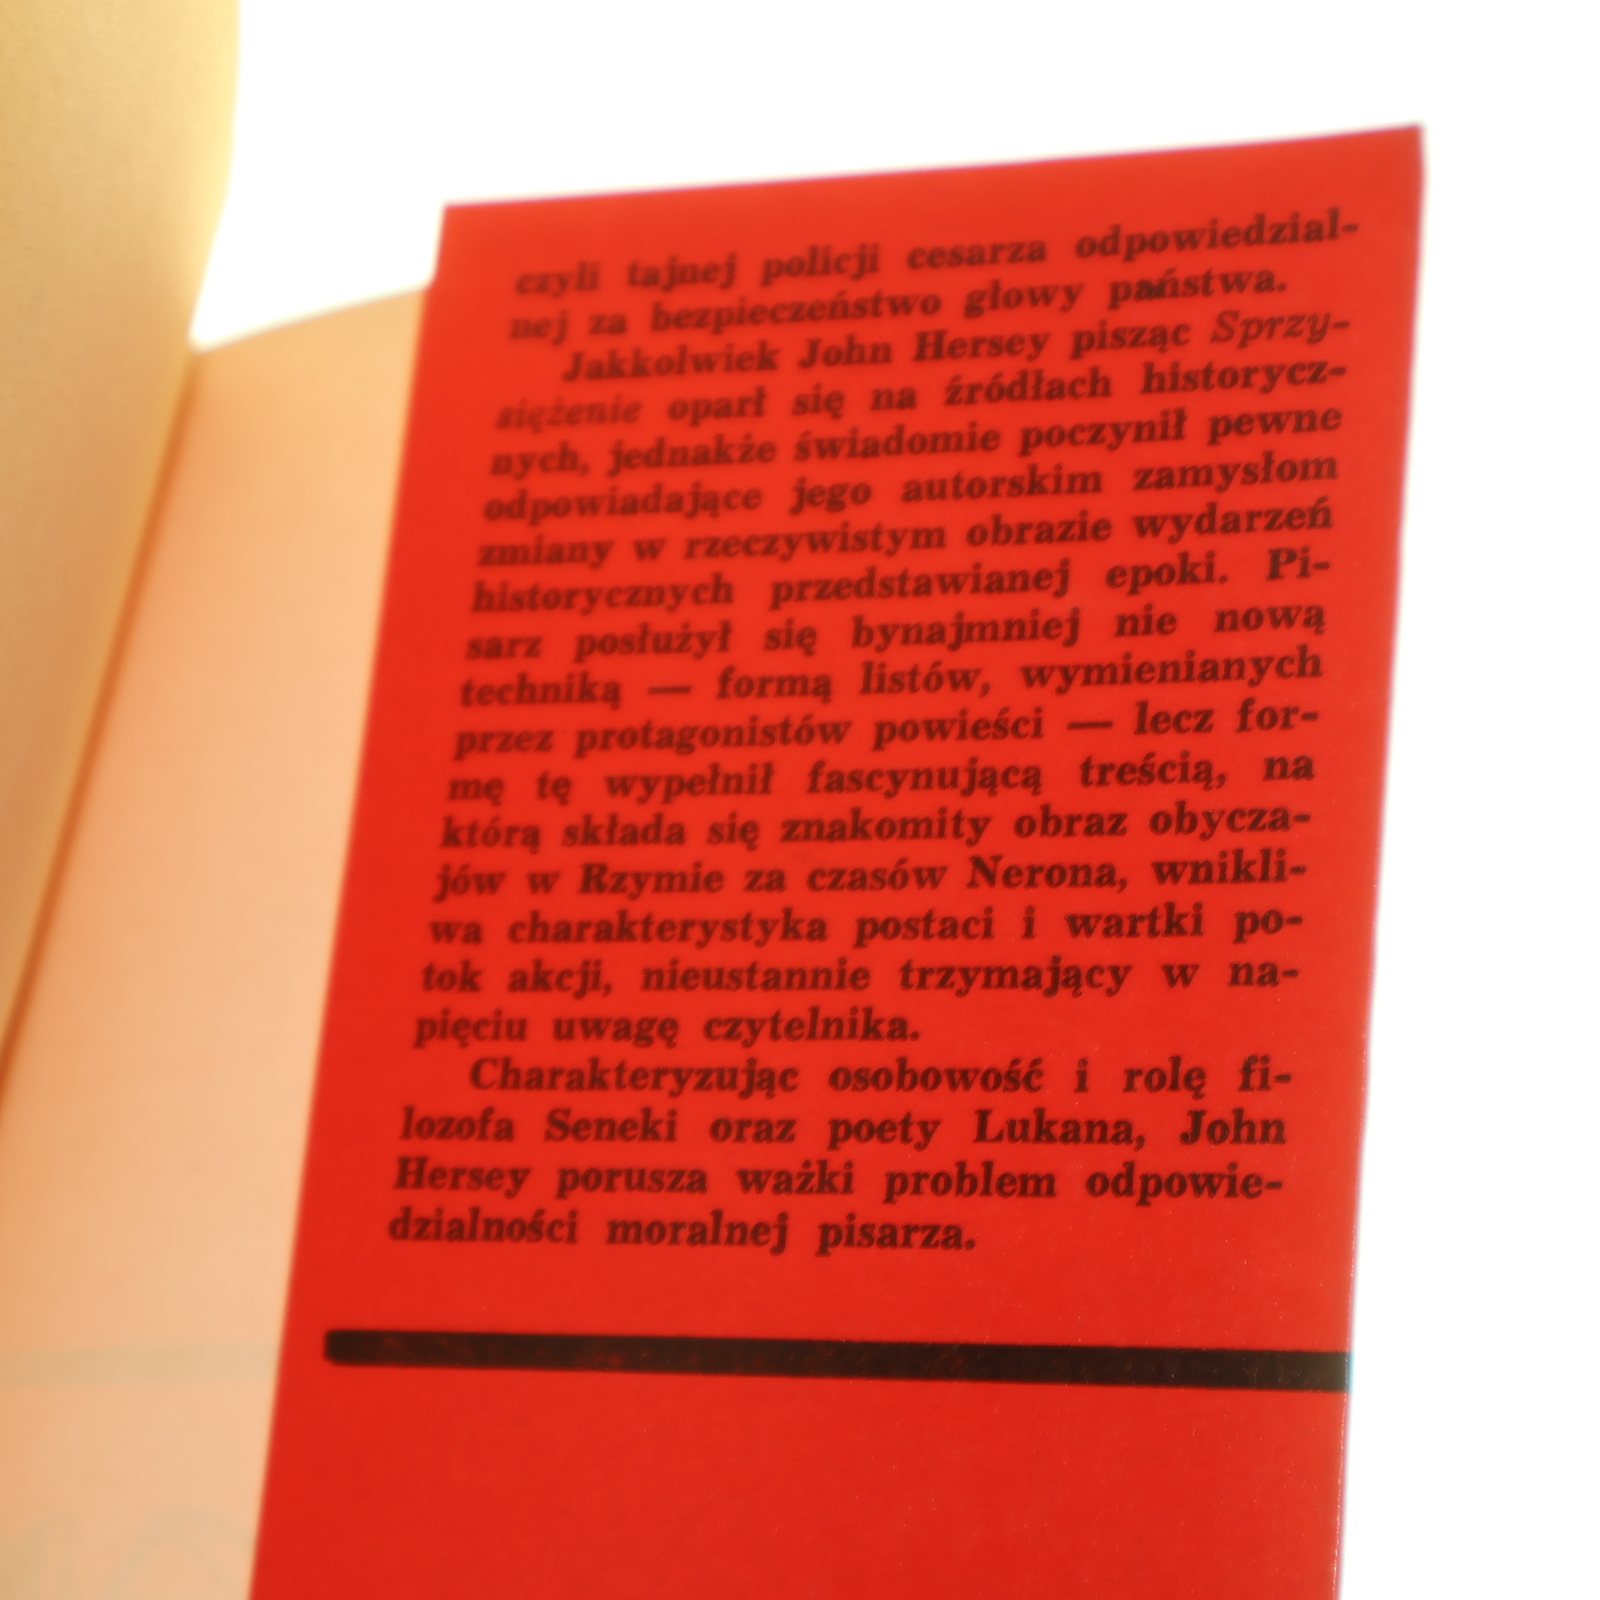 czyli tajnej policji cesarza odpowiedzial-
nej za bezpieczeństwo głowy państwa.
Jakkolwiek John Hersey pisząc Sprzy-
siężenie oparł się na źródłach historycz-
nych, jednakże świadomie poczynił pewne
odpowiadające jego autorskim zamysłom
zmiany w rzeczywistym obrazie wydarzeń
historycznych przedstawianej epoki. Pi-
sarz posłużył się bynajmniej nie nową
techniką — formą listów, wymienianych
przez protagonistów powieści — lecz for-
mę tę wypełnił fascynującą treścią, na
którą składa się znakomity obraz obycza-
jów w Rzymie za czasów Nerona, wnikli-
wa charakterystyka postaci i wartki po-
tok akcji, nieustannie trzymający w na-
pięciu uwagę czytelnika.
Charakteryzując osobowość i rolę fi-
lozofa Seneki oraz poety Lukana, John
Hersey porusza ważki problem odpowie-
dzialności moralnej pisarza.